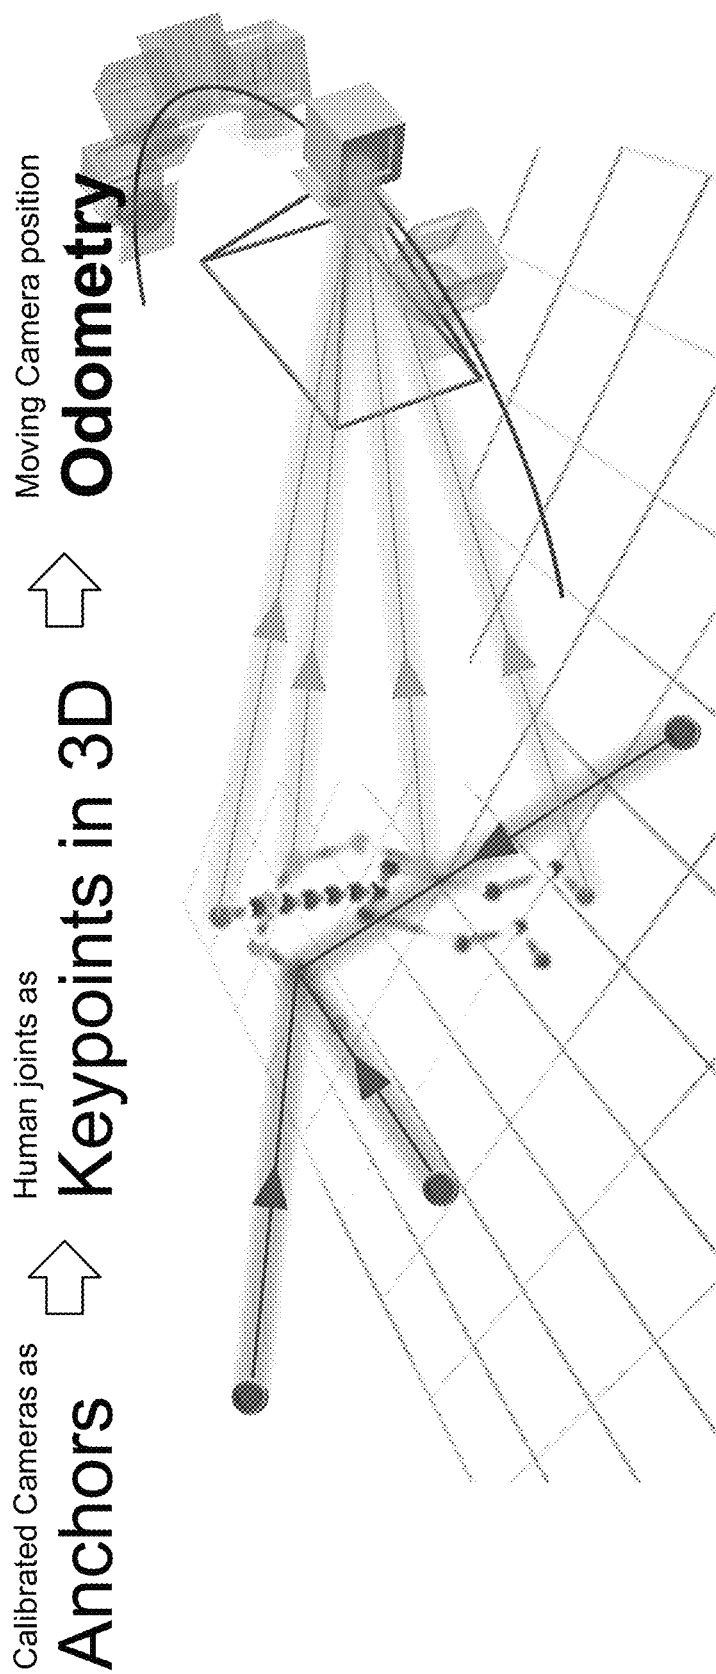 Calibrated Cameras as
Anchors
Human joints as
Keypoints in 3D
Moving Camera position
Odometry